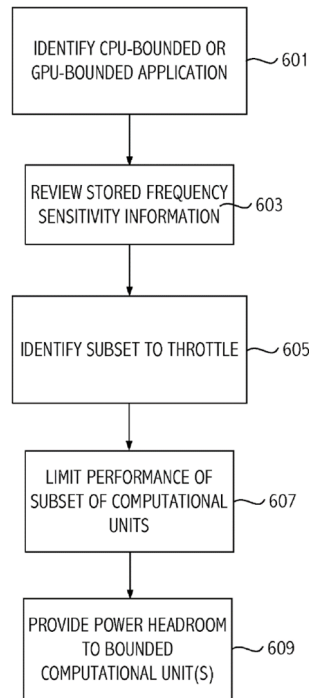 IDENTIFY CPU-BOUNDED OR
GPU-BOUNDED APPLICATION
601
REVIEW STORED FREQUENCY
SENSITIVITY INFORMATION
603
IDENTIFY SUBSET TO THROTTLE
605
LIMIT PERFORMANCE OF
SUBSET OF COMPUTATIONAL
UNITS
607
PROVIDE POWER HEADROOM
TO BOUNDED
COMPUTATIONAL UNIT(S)
609